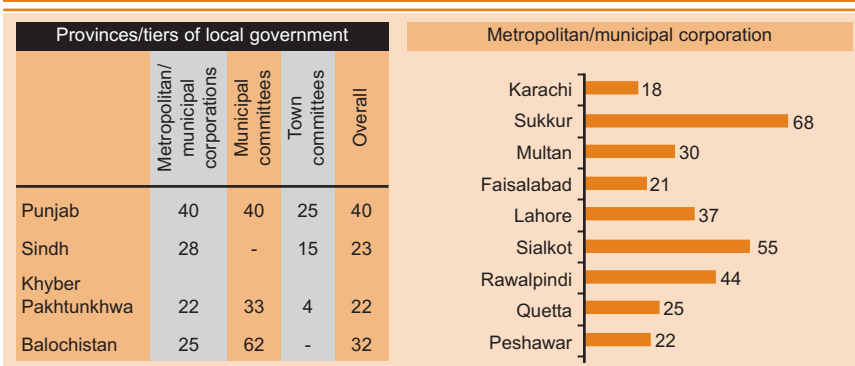 Provinces/tiers of local government
Metropolitan/
municipal
corporations
Municipal
committees
Town
committees
Overall
Punjab 40 40 25 40
Sindh 28 - 15 23
Khyber
Pakhtunkhwa 22 33 4 22
Balochistan 25 62 - 32
Metropolitan/municipal corporation
Karachi 18
Sukkur 68
Multan 30
Faisalabad 21
Lahore 37
Sialkot 55
Rawalpindi 44
Quetta 25
Peshawar 22